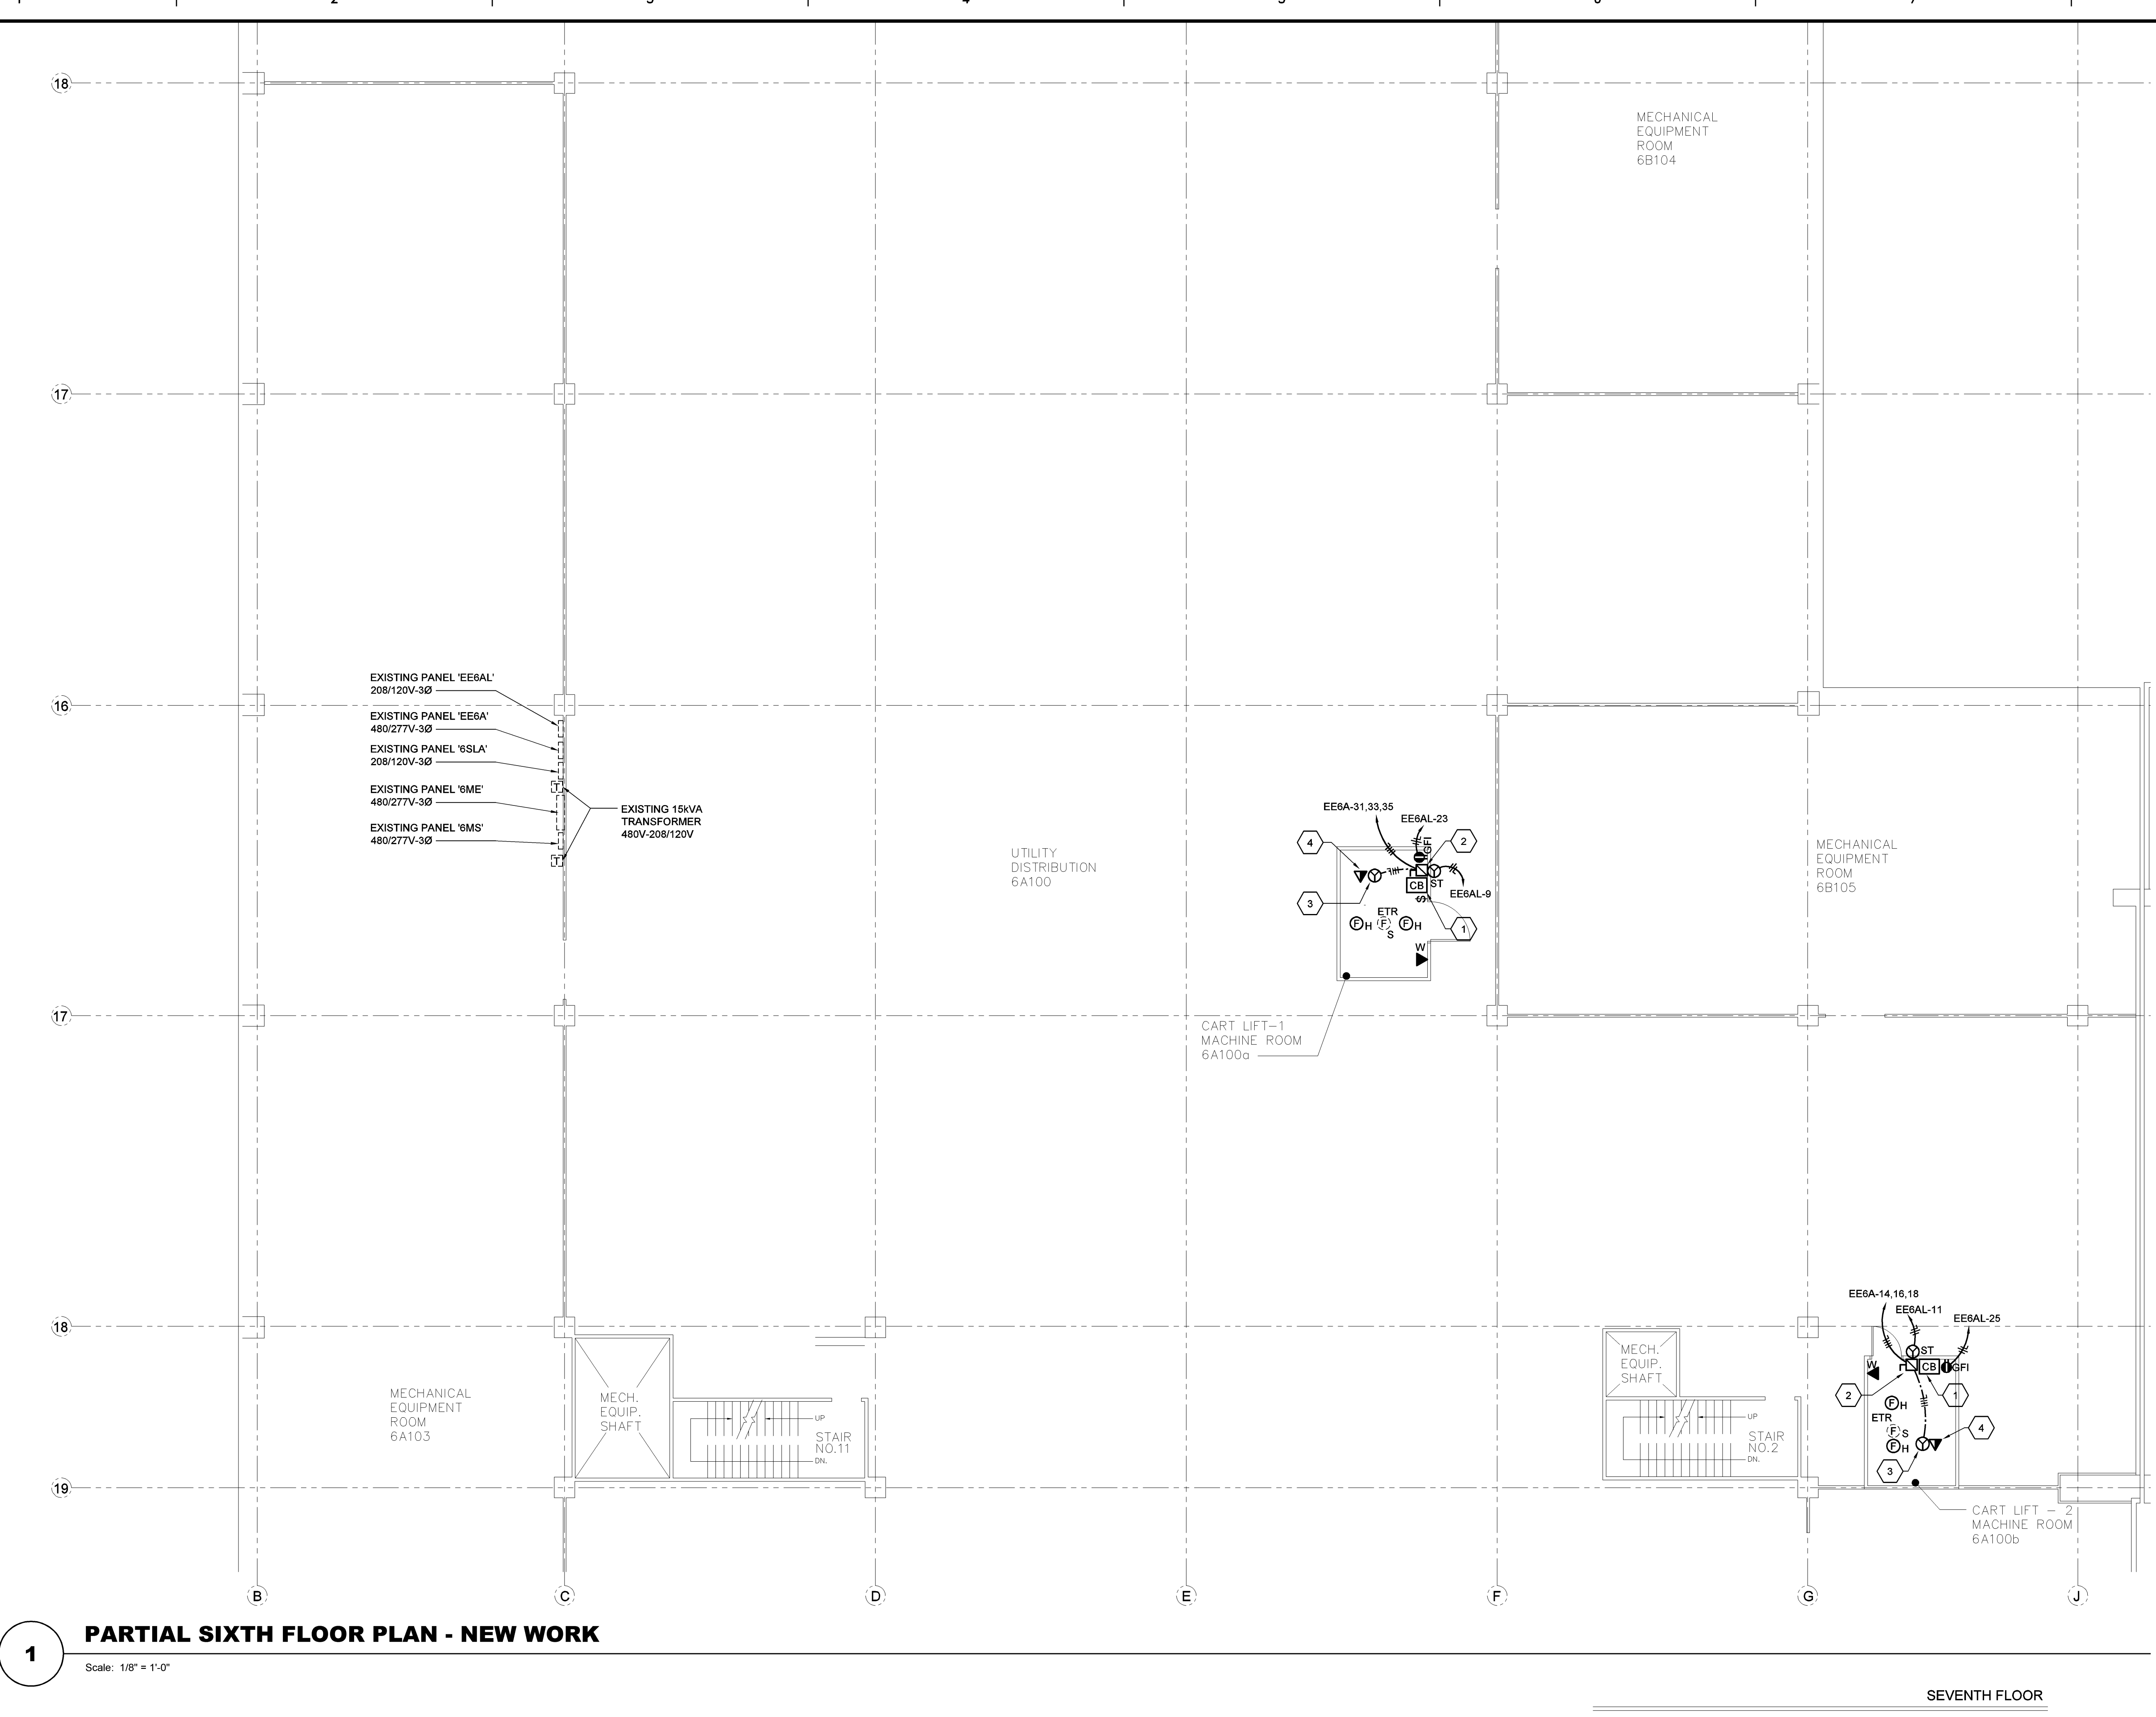 18
MECHANICAL
EQUIPMENT
ROOM
6B104
17
16
EXISTING PANEL 'EE6AL'
208/120V-3Ø
EXISTING PANEL 'EE6A'
480/277V-3Ø
EXISTING PANEL '6SLA'
208/120V-3Ø
EXISTING PANEL '6ME'
480/277V-3Ø
EXISTING PANEL '6MS'
480/277V-3Ø
T
T
EXISTING 15kVA
TRANSFORMER
480V-208/120V
UTILITY
DISTRIBUTION
6A100
EE6A-31,33,35
EE6AL-23
GFI
4
2
CB
ST
EE6AL-9
S
3
ETR
F H
F
S
F H
1
W
MECHANICAL
EQUIPMENT
ROOM
6B105
17
CART LIFT-1
MACHINE ROOM
6A100a
18
EE6A-14,16,18
EE6AL-11
EE6AL-25
ST
W
CB
GFI
2
1
F H
ETR
F S
F H
4
3
MECHANICAL
EQUIPMENT
ROOM
6A103
MECH.
EQUIP.
SHAFT
UP
STAIR
NO.11
DN.
MECH.
EQUIP.
SHAFT
UP
STAIR
NO.2
DN.
19
CART LIFT - 2
MACHINE ROOM
6A100b
B
C
D
E
F
G
J
1
PARTIAL SIXTH FLOOR PLAN - NEW WORK
Scale: 1/8" = 1'-0"
SEVENTH FLOOR